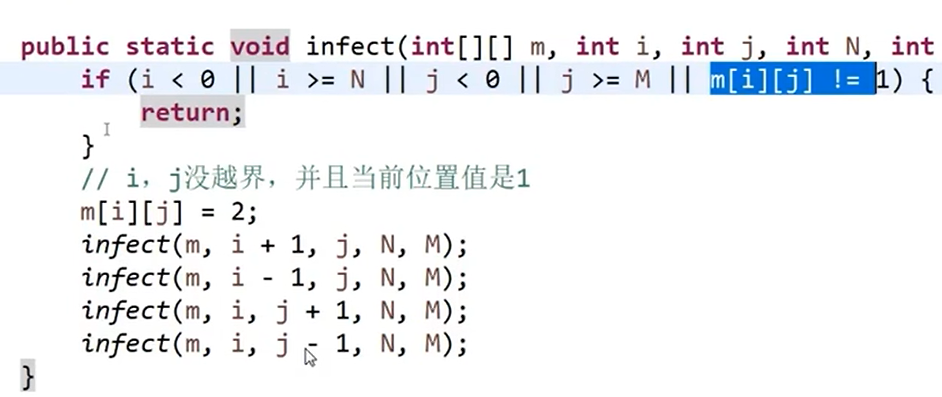 public static void infect(int[][] m, int i, int j, int N, int
if (i < 0 || i >= N || j < 0 || j >= M || m[i][j] != 1) {
return;
}
// i，j没越界，并且当前位置值是1
m[i][j] = 2;
infect(m, i + 1, j, N, M);
infect(m, i - 1, j, N, M);
infect(m, i, j + 1, N, M);
infect(m, i, j - 1, N, M);
}